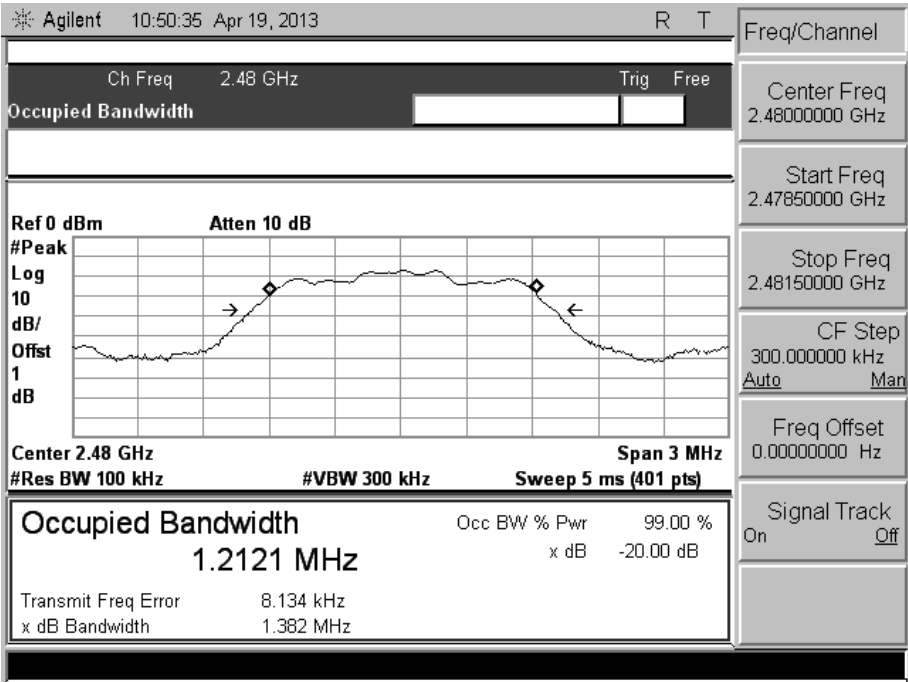 Agilent 10:50:35 Apr 19, 2013 R T
Ch Freq 2.48 GHz Trig Free
Occupied Bandwidth
Ref 0 dBm Atten 10 dB
#Peak
Log
10
dB/
Offst
1
dB
Center 2.48 GHz Span 3 MHz
#Res BW 100 kHz #VBW 300 kHz Sweep 5 ms (401 pts)
Occupied Bandwidth
1.2121 MHz
Occ BW % Pwr 99.00 %
x dB -20.00 dB
Transmit Freq Error 8.134 kHz
x dB Bandwidth 1.382 MHz
Freq/Channel
Center Freq
2.48000000 GHz
Start Freq
2.47850000 GHz
Stop Freq
2.48150000 GHz
CF Step
300.000000 kHz
Auto Man
Freq Offset
0.00000000 Hz
Signal Track
On Off